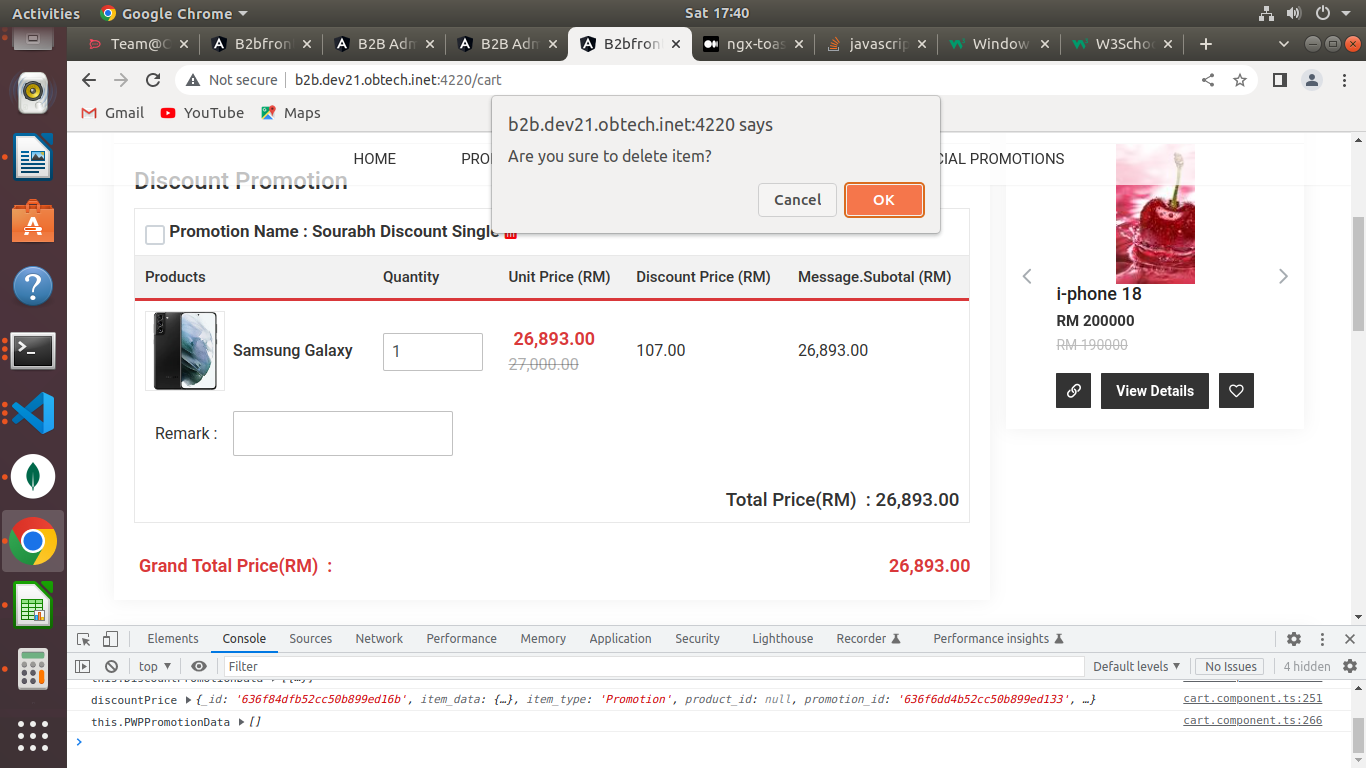 Activities
Google Chrome
Sat 17:40
Team@C
B2bfron
B2B Adm
B2B Adm
B2bfron
ngx-toas
javascrip
Window
W3Scho
Not secure
b2b.dev21.obtech.inet:4220/cart
Gmail
YouTube
Maps
b2b.dev21.obtech.inet:4220 says
Are you sure to delete item?
Cancel
OK
HOME
PRO
CIAL PROMOTIONS
Discount Promotion
Promotion Name : Sourabh Discount Single
Products
Quantity
Unit Price (RM)
Discount Price (RM)
Message.Subotal (RM)
Samsung Galaxy
1
26,893.00
27,000.00
107.00
26,893.00
Remark :
Total Price(RM) : 26,893.00
Grand Total Price(RM) :
26,893.00
i-phone 18
RM 200000
RM 190000
View Details
Elements
Console
Sources
Network
Performance
Memory
Application
Security
Lighthouse
Recorder
Performance insights
top
Filter
Default levels
No Issues
4 hidden
discountPrice {_id: '636f84dfb52cc50b899ed16b', item_data: {…}, item_type: 'Promotion', product_id: null, promotion_id: '636f6dd4b52cc50b899ed133', …}
cart.component.ts:251
this.PWPPromotionData []
cart.component.ts:266